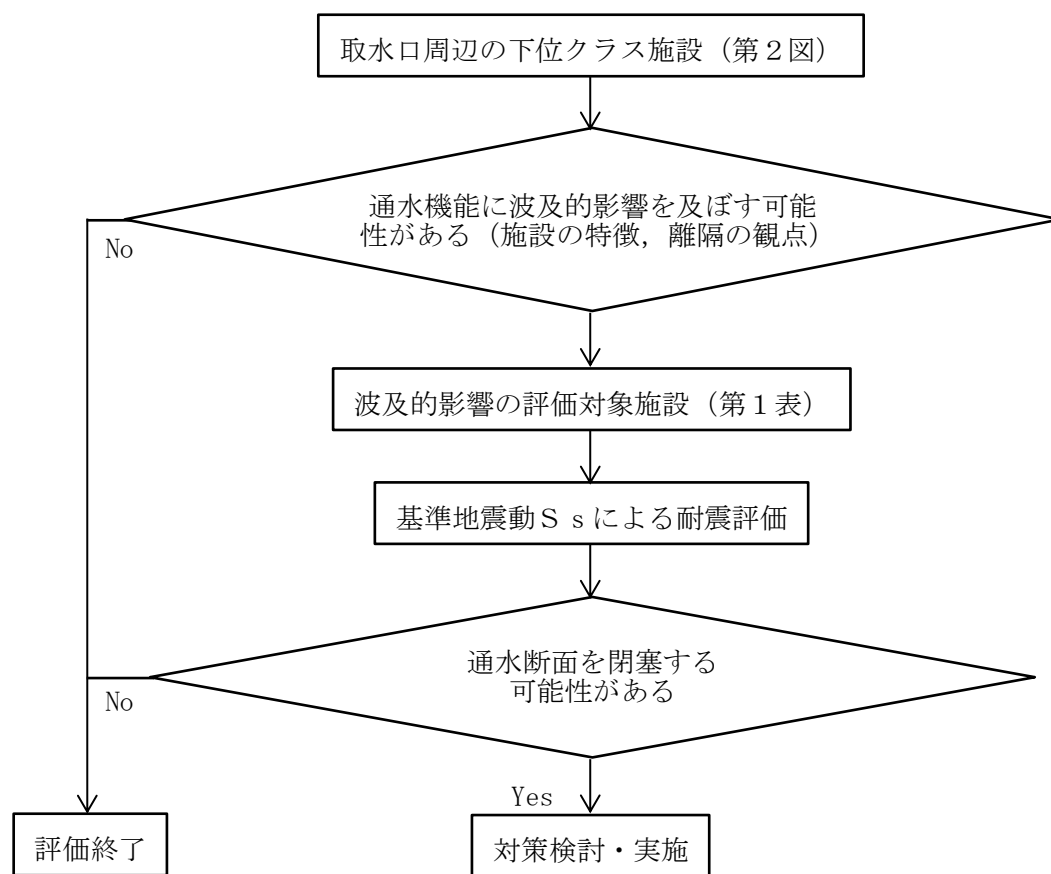 取水口周辺の下位クラス施設（第２図）
通水機能に波及的影響を及ぼす可能
性がある（施設の特徴，離隔の観点）
No
波及的影響の評価対象施設（第１表）
基準地震動Ｓｓによる耐震評価
通水断面を閉塞する
可能性がある
No
Yes
評価終了
対策検討・実施